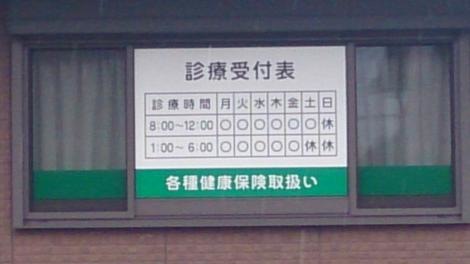 診療受付表
診療時間 月 火 水 木 金 土 日
8:00～12:00 ○ ○ ○ ○ ○ ○ 休
1:00～6:00 ○ ○ ○ ○ ○ 休 休
各種健康保険取扱い